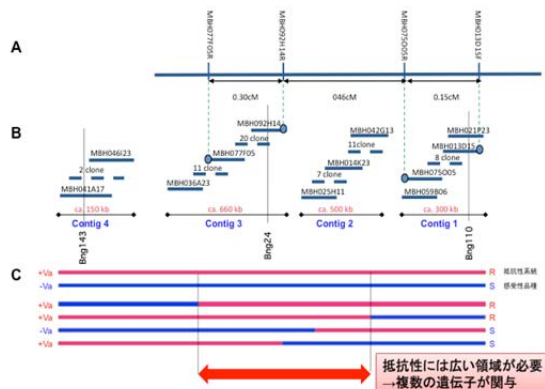 MBH077F05R
MBH092H14R
MBH075O05R
MBH013D15F
A
0.30cM
046cM
0.15cM
B
MBH092H14
MBH042G13
MBH021P23
MBH046I23
20 clone
11clone
MBH013D15
MBH077F05
MBH014K23
8 clone
2 clone
11 clone
7 clone
MBH075O05
MBH041A17
MBH036A23
MBH025H11
MBH059B06
ca. 150 kb
ca. 660 kb
ca. 500 kb
ca. 300 kb
Contig 4
Contig 3
Contig 2
Contig 1
Bng143
Bng24
Bng110
C
+Va
R
抵抗性系統
-Va
S
感受性品種
+Va
R
+Va
R
-Va
S
+Va
S
抵抗性には広い領域が必要
→複数の遺伝子が関与